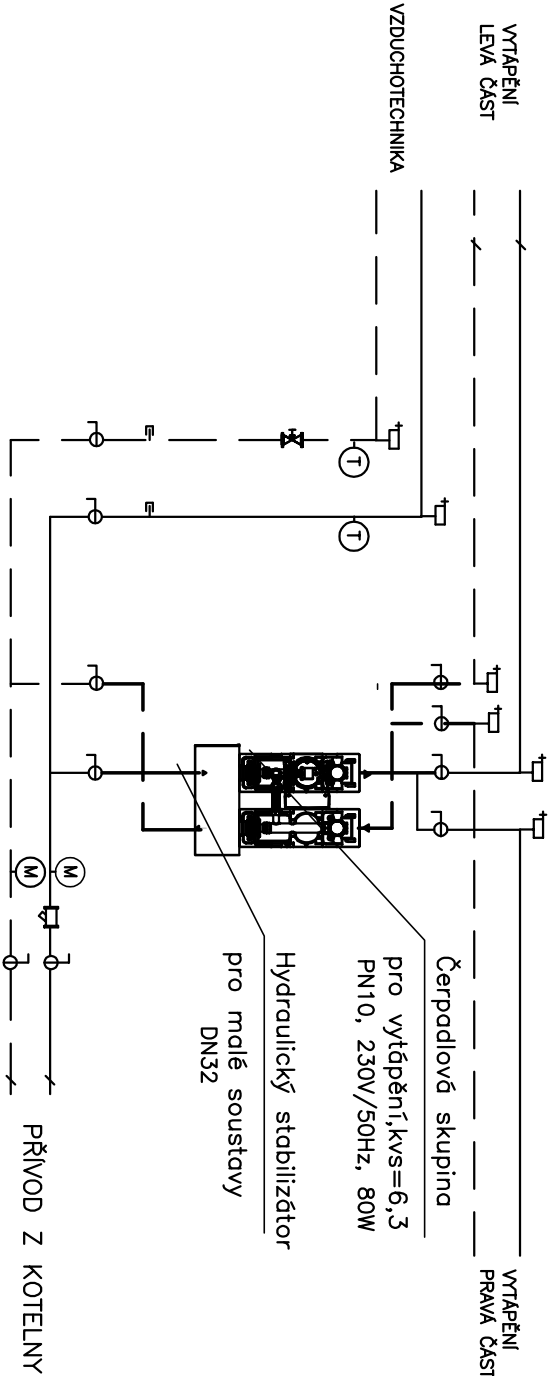 VYTÁPĚNÍ
LEVÁ ČÁST
VZDUCHOTECHNIKA
T
T
M
M
Čerpadlová skupina
pro vytápění,kvs=6,3
PN10, 230V/50Hz, 80W
Hydraulický stabilizátor
pro malé soustavy
DN32
VYTÁPĚNÍ
PRAVÁ ČÁST
PŘÍVOD Z KOTELNY